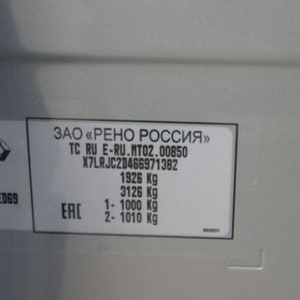 ЗАО «РЕНО РОССИЯ»
TC RU E-RU.MT02.00850
X7LRJC2D466971382
1926 Kg
3126 Kg
1- 1000 Kg
2- 1010 Kg
EAC
ED69